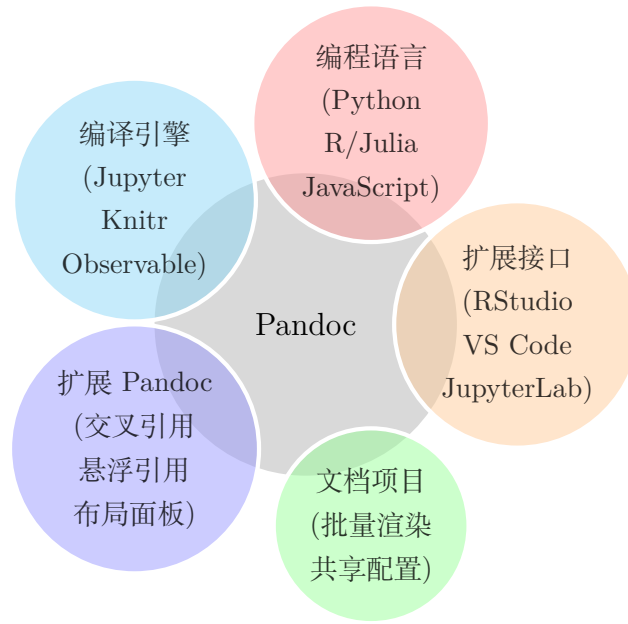 编程语言
(Python
R/Julia
JavaScript)
编译引擎
(Jupyter
Knitr
Observable)
扩展接口
(RStudio
VS Code
JupyterLab)
Pandoc
扩展 Pandoc
(交叉引用
悬浮引用
布局面板)
文档项目
(批量渲染
共享配置)